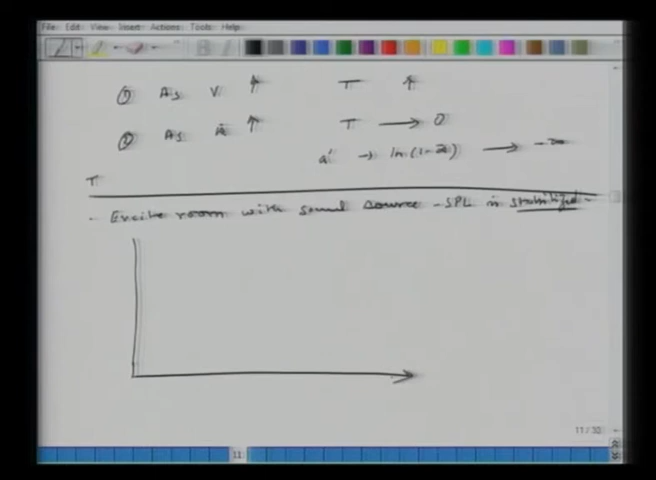 File Edit View Insert Actions Tools Help
B I
① As V ↑ T ↑
② As ↑ T → 0
a' → ln(1-ᾱ) → -∞
T
- Excite room with sound source - SPL is stabilized -
11 / 30
11